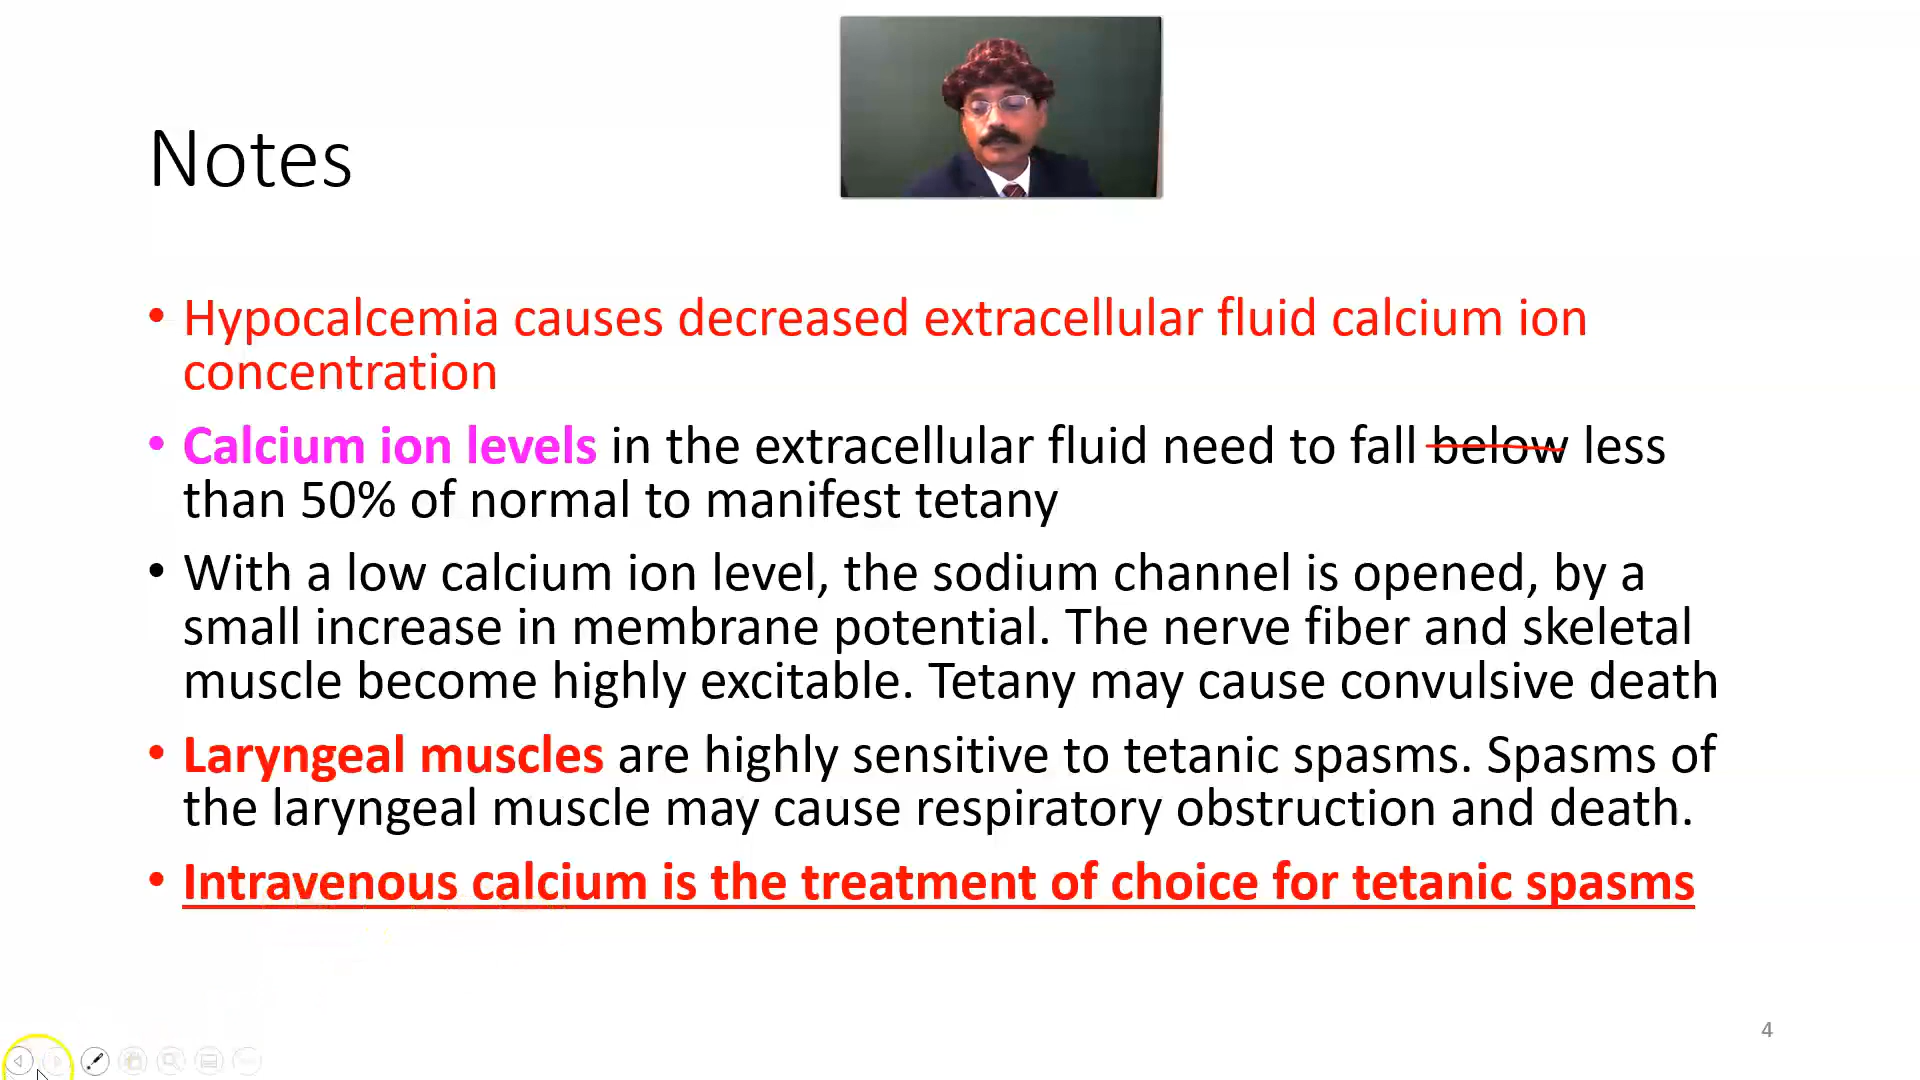 Notes
• Hypocalcemia causes decreased extracellular fluid calcium ion
concentration
• Calcium ion levels in the extracellular fluid need to fall below less
than 50% of normal to manifest tetany
• With a low calcium ion level, the sodium channel is opened, by a
small increase in membrane potential. The nerve fiber and skeletal
muscle become highly excitable. Tetany may cause convulsive death
• Laryngeal muscles are highly sensitive to tetanic spasms. Spasms of
the laryngeal muscle may cause respiratory obstruction and death.
• Intravenous calcium is the treatment of choice for tetanic spasms
4